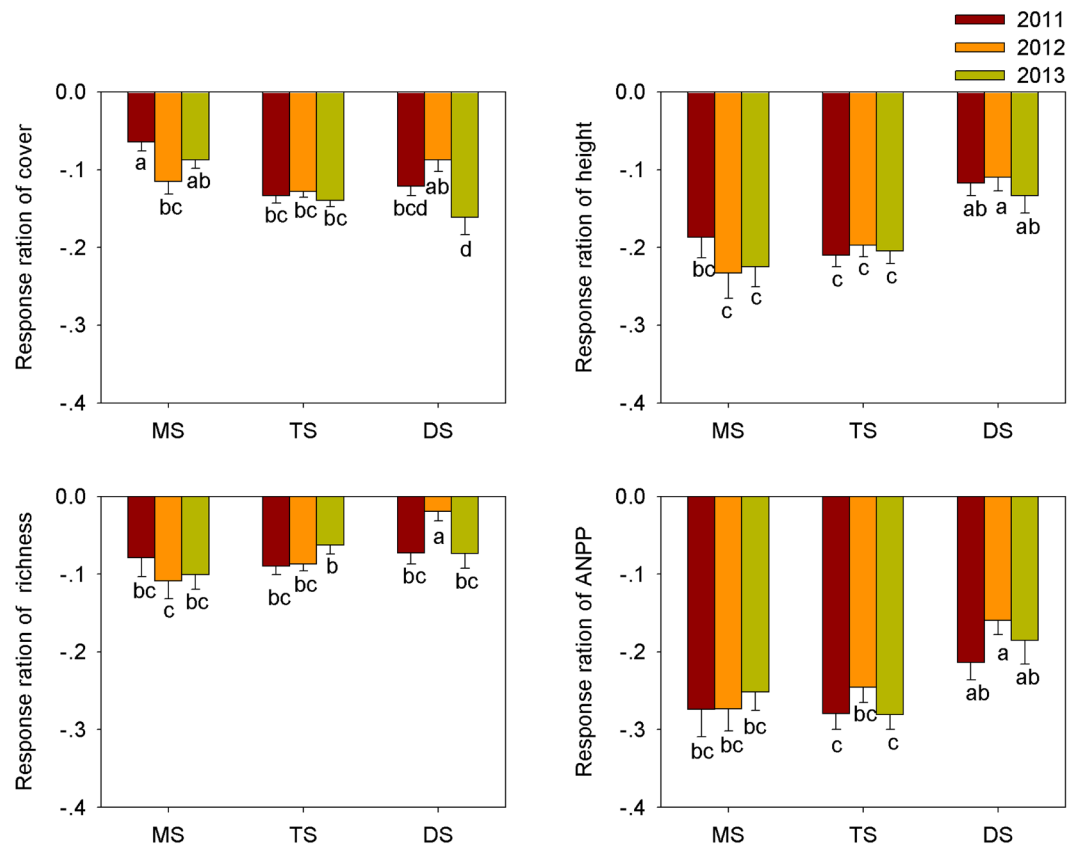 2011
2012
2013
Response ration of cover
0.0
-.1
-.2
-.3
-.4
a
bc
ab
bc
bc
bc
bcd
ab
d
MS TS DS
Response ration of height
0.0
-.1
-.2
-.3
-.4
bc
c
c
c
c
c
ab
a
ab
MS TS DS
Response ration of richness
0.0
-.1
-.2
-.3
-.4
bc
c
bc
bc
bc
b
bc
a
bc
MS TS DS
Response ration of ANPP
0.0
-.1
-.2
-.3
-.4
bc
bc
bc
c
bc
c
ab
a
ab
MS TS DS